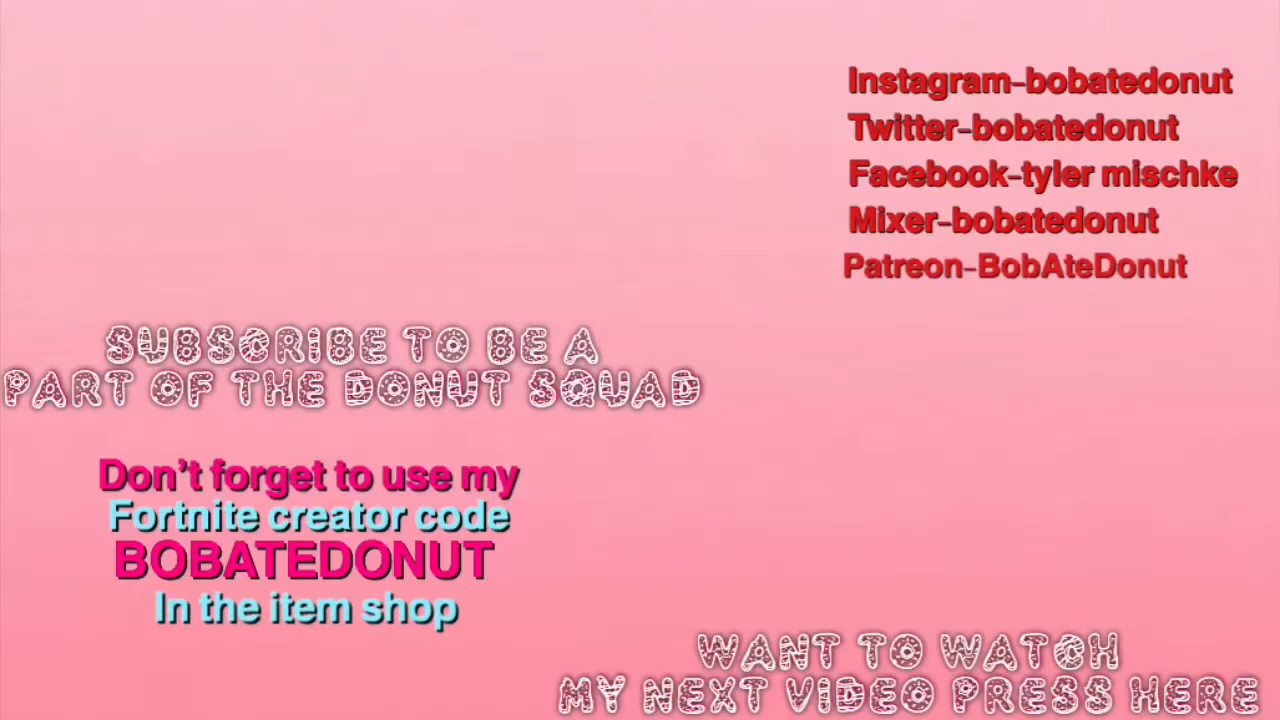 Instagram-bobatedonut
Twitter-bobatedonut
Facebook-tyler mischke
Mixer-bobatedonut
Patreon-BobAteDonut
SUBSCRIBE TO BE A
PART OF THE DONUT SQUAD
Don't forget to use my
Fortnite creator code
BOBATEDONUT
In the item shop
WANT TO WATCH
MY NEXT VIDEO PRESS HERE